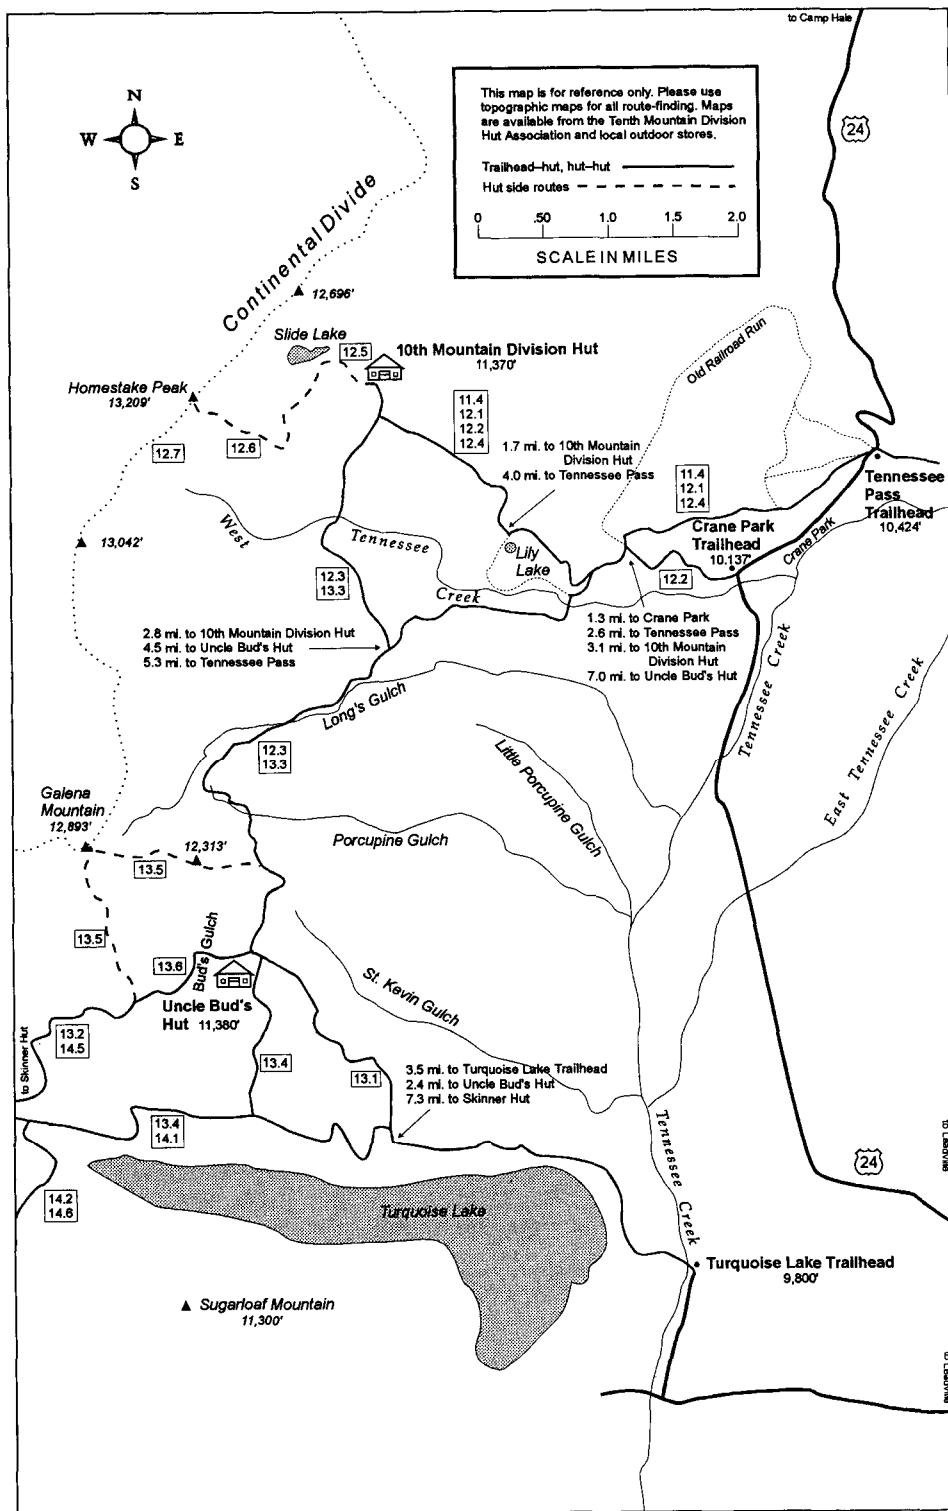 to Camp Hale
N
W E
S
This map is for reference only. Please use
topographic maps for all route-finding. Maps
are available from the Tenth Mountain Division
Hut Association and local outdoor stores.
Trailhead–hut, hut–hut
Hut side routes
0 .50 1.0 1.5 2.0
SCALE IN MILES
24
Continental Divide
12,696'
Slide Lake
12.5
10th Mountain Division Hut
11,370'
Old Railroad Run
Homestake Peak
13,209'
12.6
12.7
11.4
12.1
12.2
12.4
1.7 mi. to 10th Mountain
Division Hut
4.0 mi. to Tennessee Pass
11.4
12.1
12.4
Tennessee
Pass
Trailhead
10,424'
Crane Park
Trailhead
10.137'
Crane Park
West
Tennessee
Creek
Lily
Lake
13,042'
12.2
12.3
13.3
1.3 mi. to Crane Park
2.6 mi. to Tennessee Pass
3.1 mi. to 10th Mountain
Division Hut
7.0 mi. to Uncle Bud's Hut
2.8 mi. to 10th Mountain Division Hut
4.5 mi. to Uncle Bud's Hut
5.3 mi. to Tennessee Pass
Tennessee Creek
East Tennessee Creek
Long's Gulch
12.3
13.3
Little Porcupine
Gulch
Galena
Mountain
12,893'
12,313'
Porcupine Gulch
13.5
13.5
Bud's Gulch
13.6
St. Kevin Gulch
Uncle Bud's
Hut 11,380'
to Skinner Hut
13.2
14.5
13.4
13.1
3.5 mi. to Turquoise Lake Trailhead
2.4 mi. to Uncle Bud's Hut
7.3 mi. to Skinner Hut
13.4
14.1
Tennessee Creek
24
to Leadville
14.2
14.6
Turquoise Lake
Turquoise Lake Trailhead
9,800'
Sugarloaf Mountain
11,300'
to Leadville